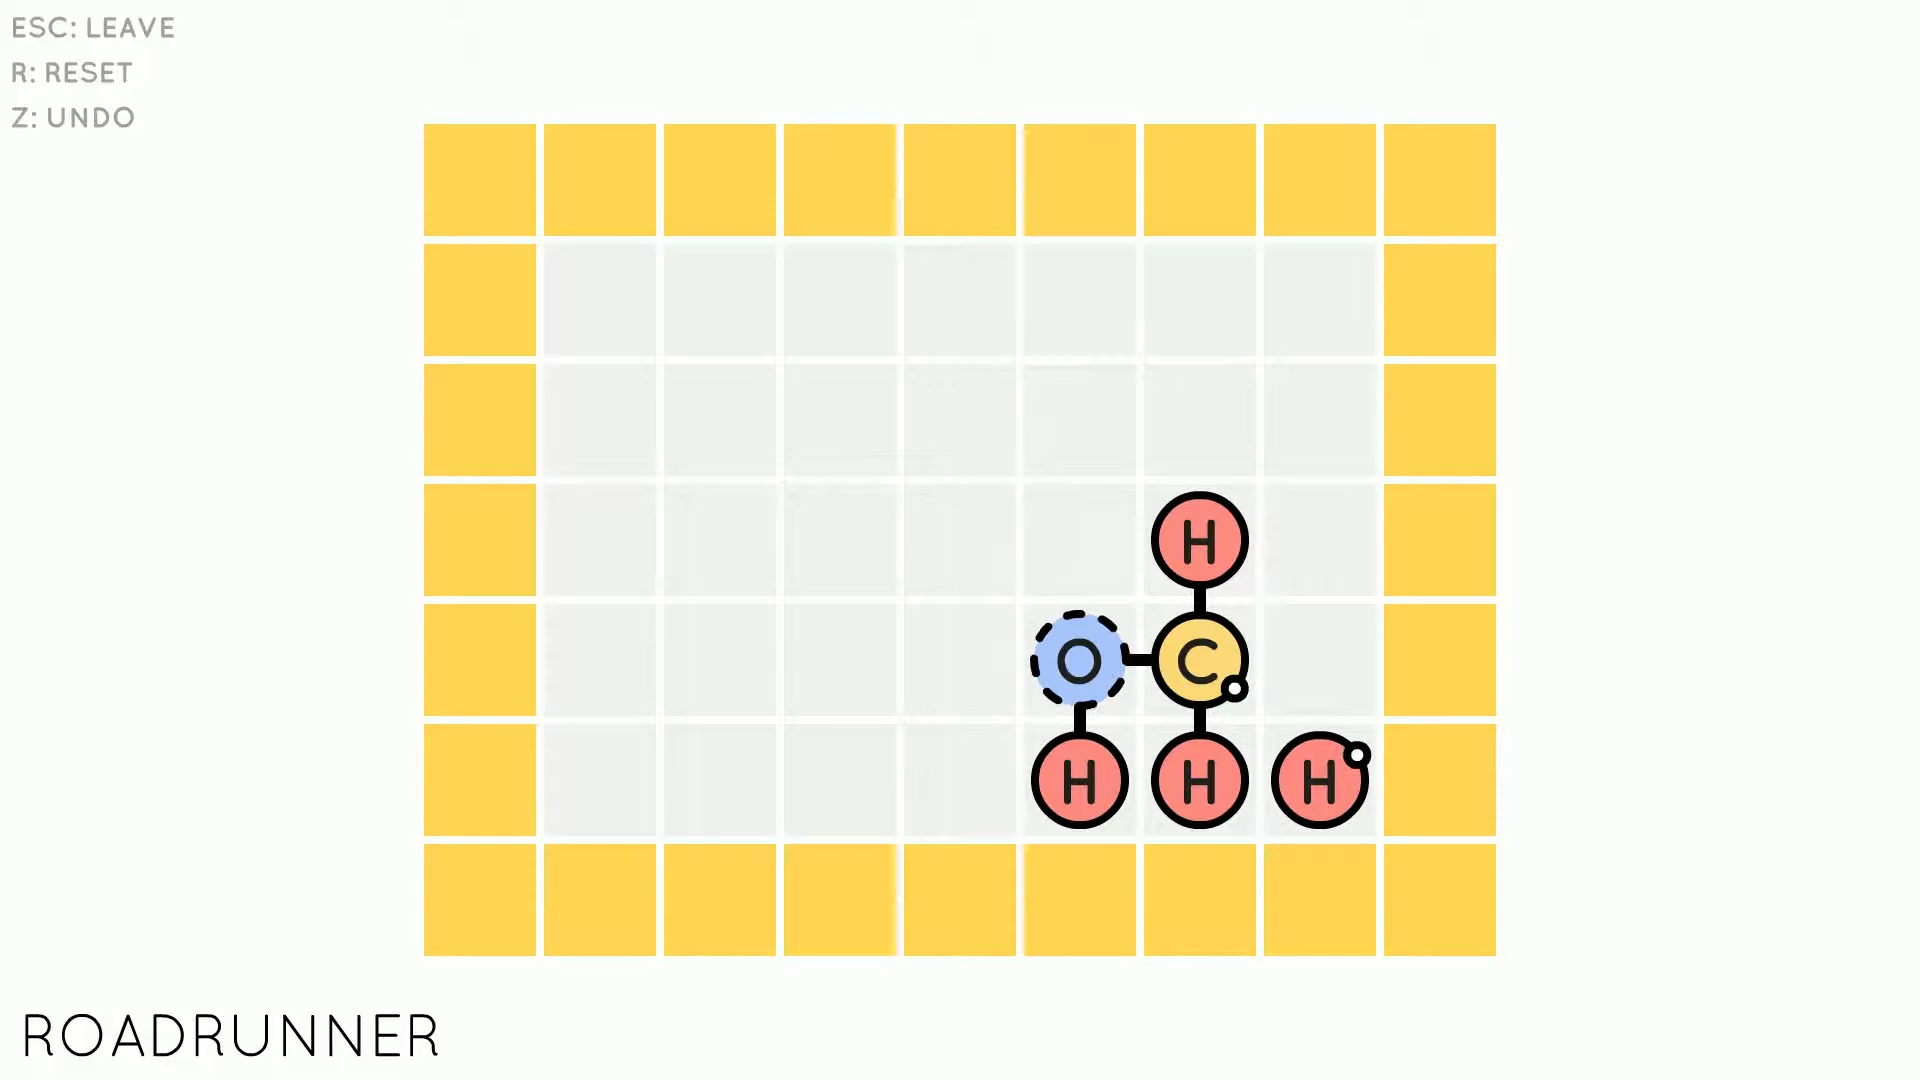 ESC: LEAVE
R: RESET
Z: UNDO
H
O C
H H H
ROADRUNNER